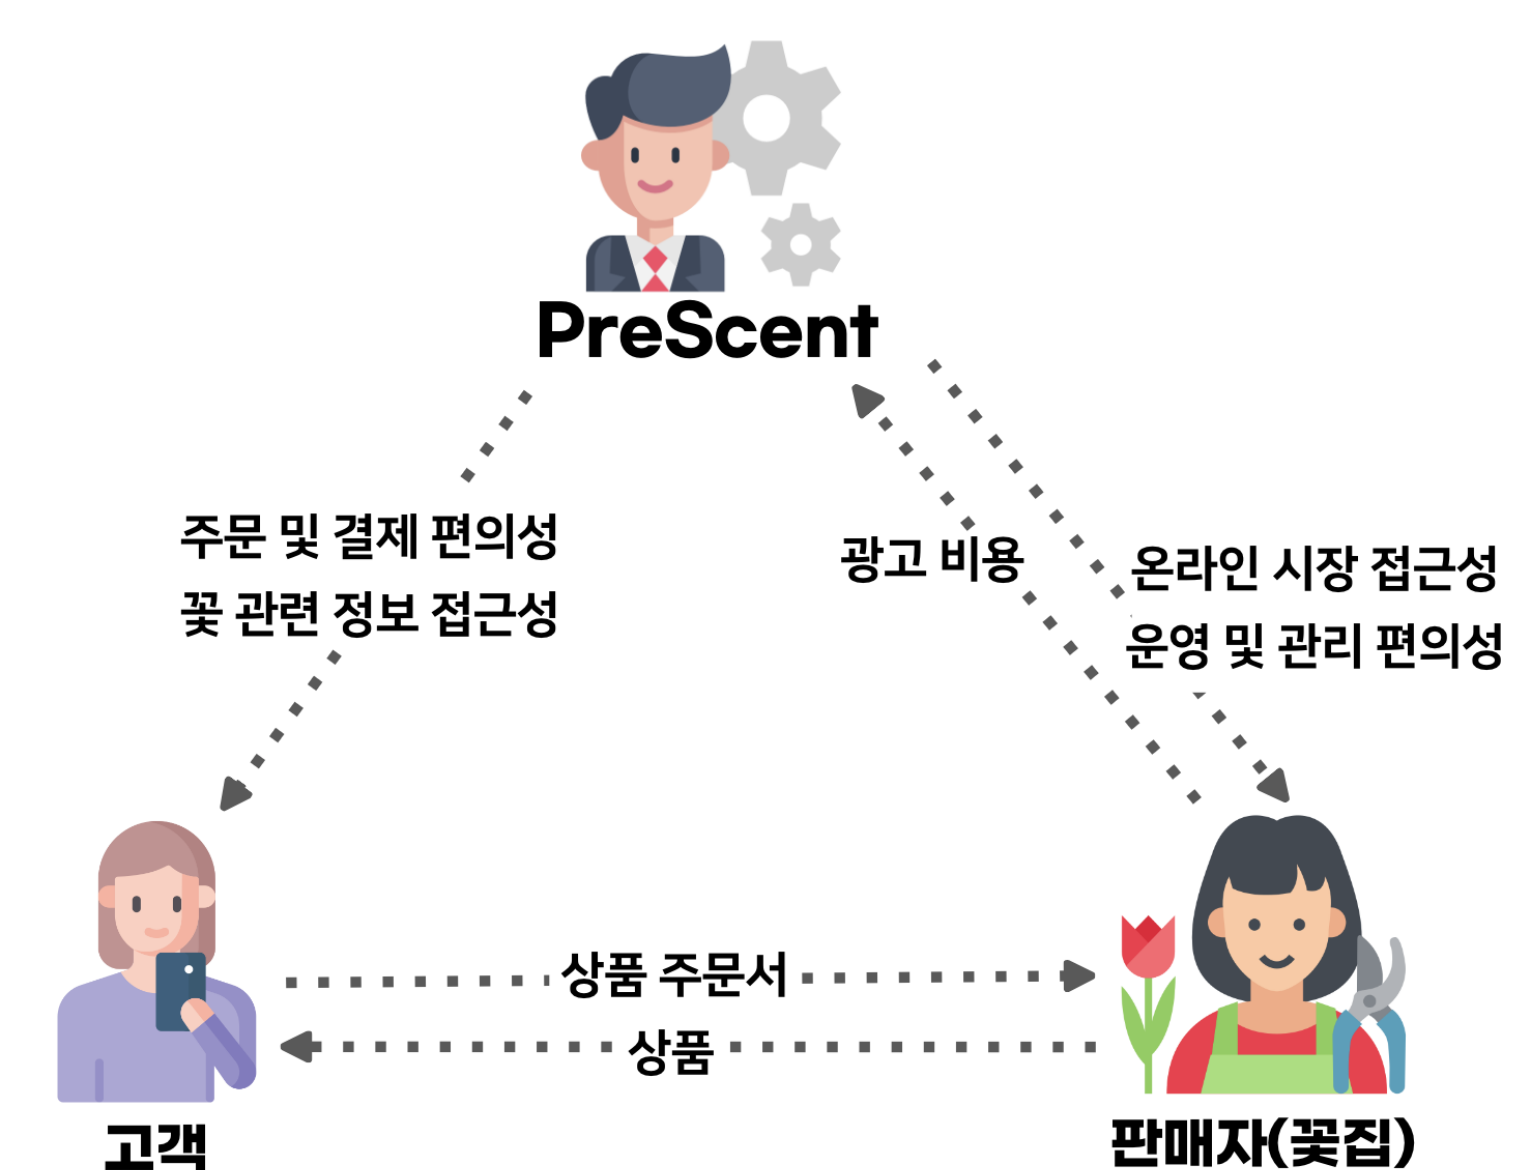 PreScent
주문 및 결제 편의성
꽃 관련 정보 접근성
광고 비용
온라인 시장 접근성
운영 및 관리 편의성
상품 주문서
상품
고객
판매자(꽃집)